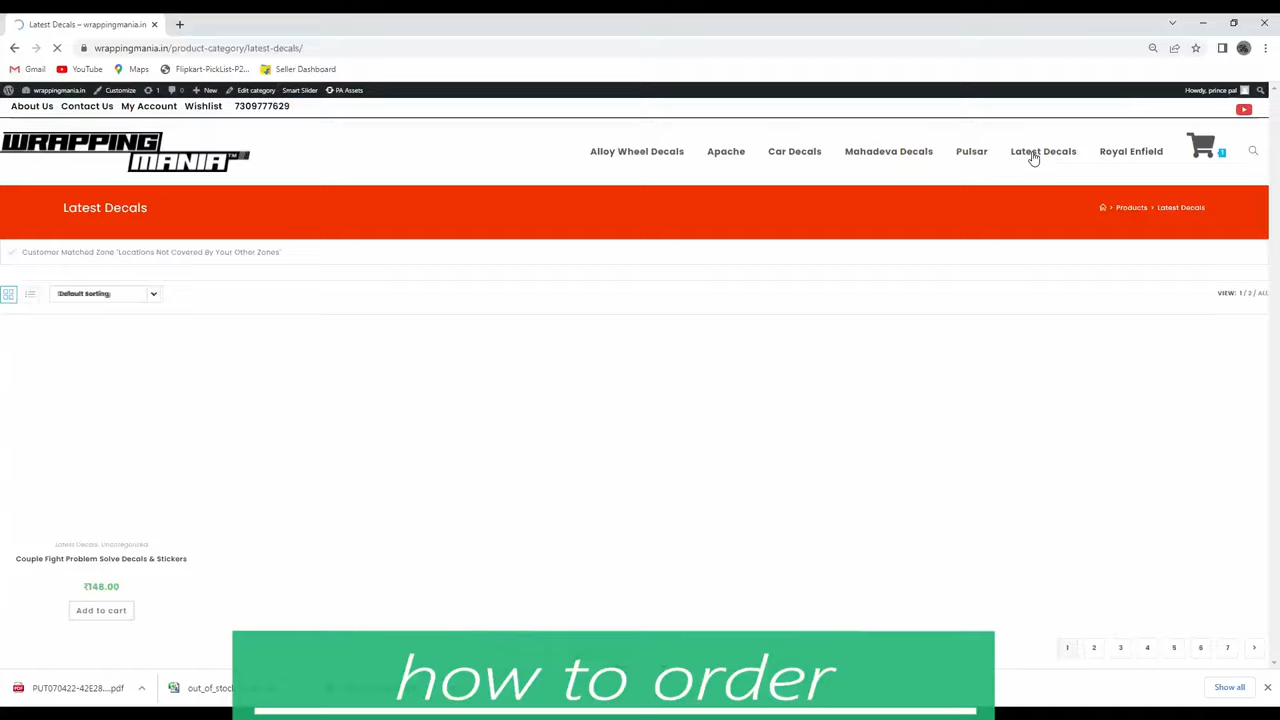 Latest Decals – wrappingmania.in
wrappingmania.in/product-category/latest-decals/
Gmail YouTube Maps Flipkart-PickList-P2... Seller Dashboard
wrappingmania.in Customize 1 New Edit category Smart Slider PA Assets Howdy, prince pal
About Us Contact Us My Account Wishlist 7309777629
WRAPPING MANIA™
Alloy Wheel Decals Apache Car Decals Mahadeva Decals Pulsar Latest Decals Royal Enfield 1
Latest Decals > Products > Latest Decals
Customer Matched Zone "Locations Not Covered By Your Other Zones"
Default sorting VIEW: 1 / 2 / ALL
Latest Decals, Uncategorized
Couple Fight Problem Solve Decals & Stickers
₹148.00
Add to cart
1 2 3 4 5 6 7 >
how to order
PUT070422-42E28....pdf out_of_stock Show all